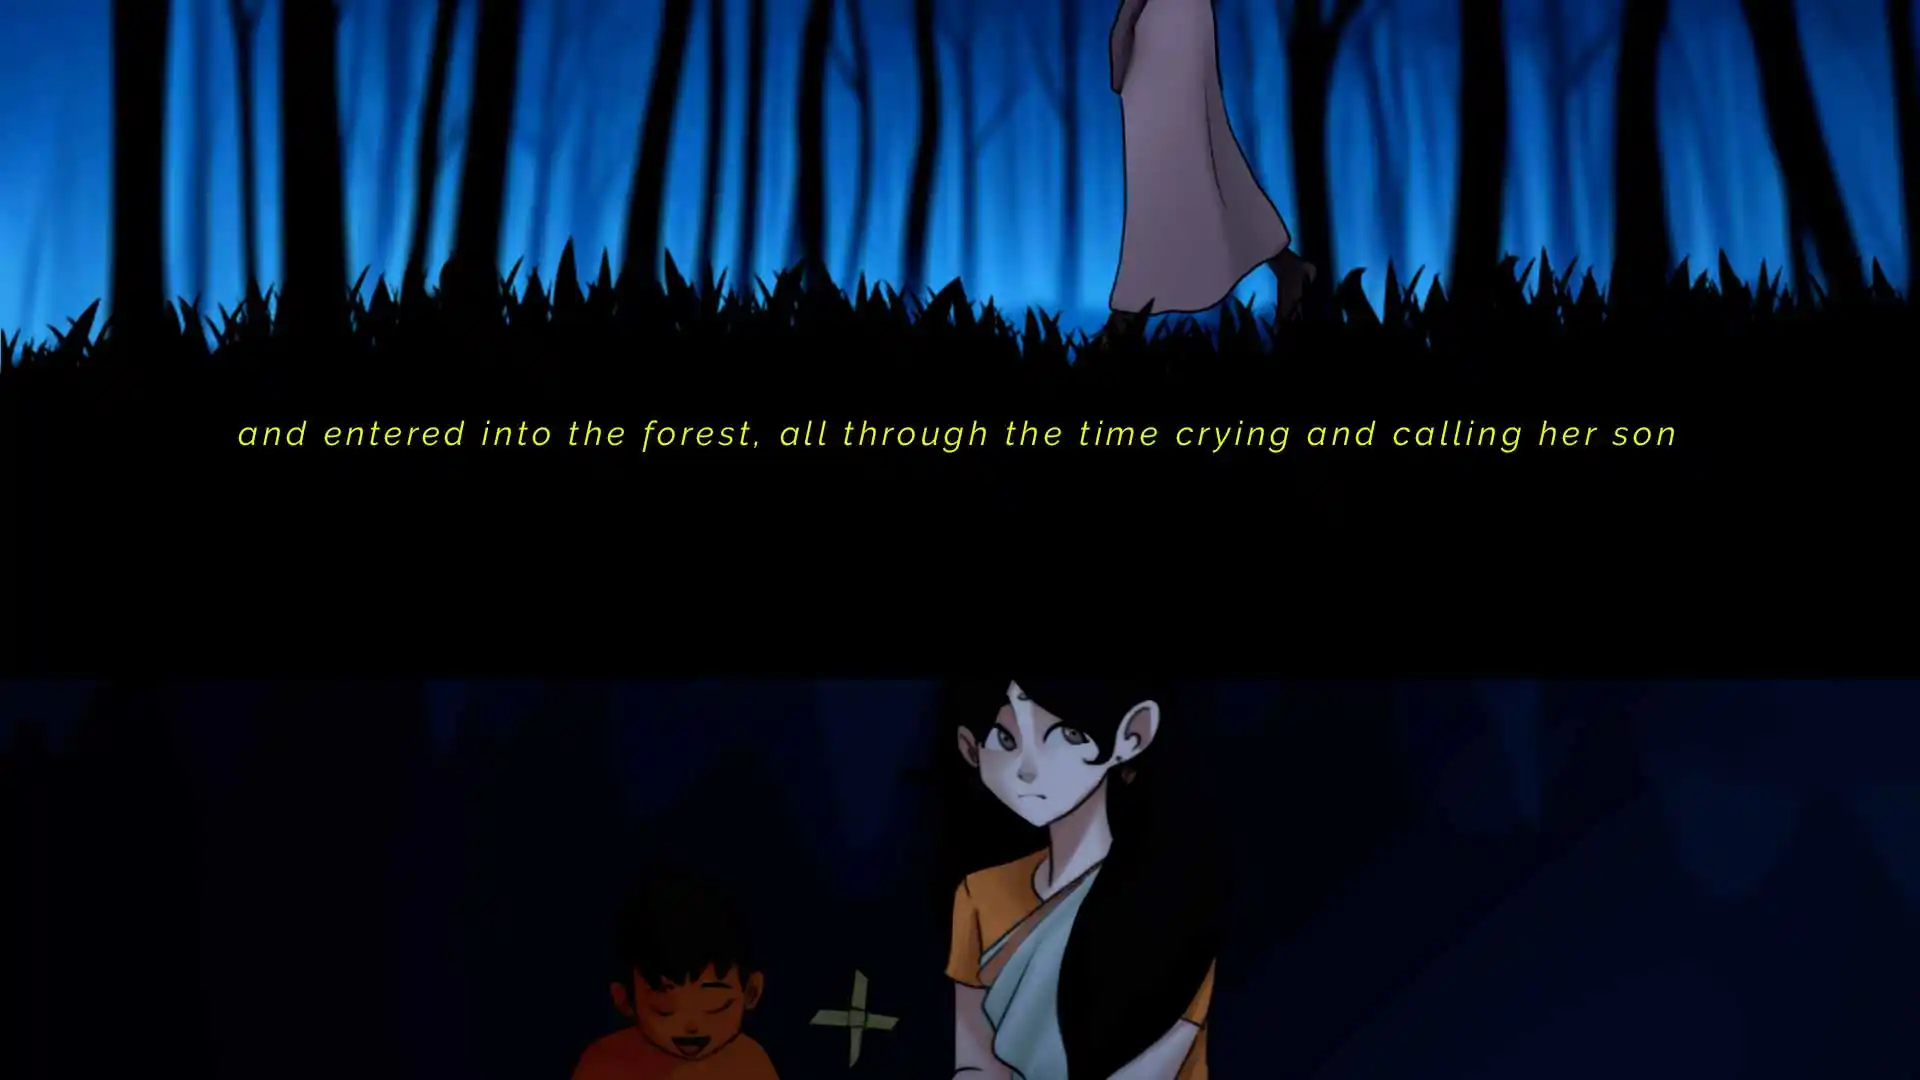 and entered into the forest, all through the time crying and calling her son